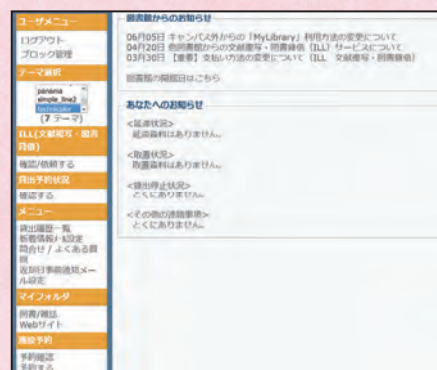 ユーザメニュー
ログアウト
ブロック管理
テーマ選択
panama
simple_line2
technicolor
(7 テーマ)
ILL(文献複写・図書
貸借)
確認/依頼する
貸出予約状況
確認する
メニュー
貸出履歴一覧
新着情報ﾒｰﾙ設定
問合せ / よくある質
問
返却日事前通知メー
ル設定
マイフォルダ
図書/雑誌
Webサイト
施設予約
予約確認
予約する
図書館からのお知らせ
06月05日 キャンパス外からの「MyLibrary」利用方法の変更について
04月20日 他図書館からの文献複写・図書借(ILL) サービスについて
03月30日 【重要】支払い方法の変更について (ILL 文献複写・図書借)
図書館の開館日はこちら
あなたへのお知らせ
<延滞状況>
延滞資料はありません。
<取置状況>
取置資料はありません。
<貸出停止状況>
とくにありません。
<その他の連絡事項>
とくにありません。